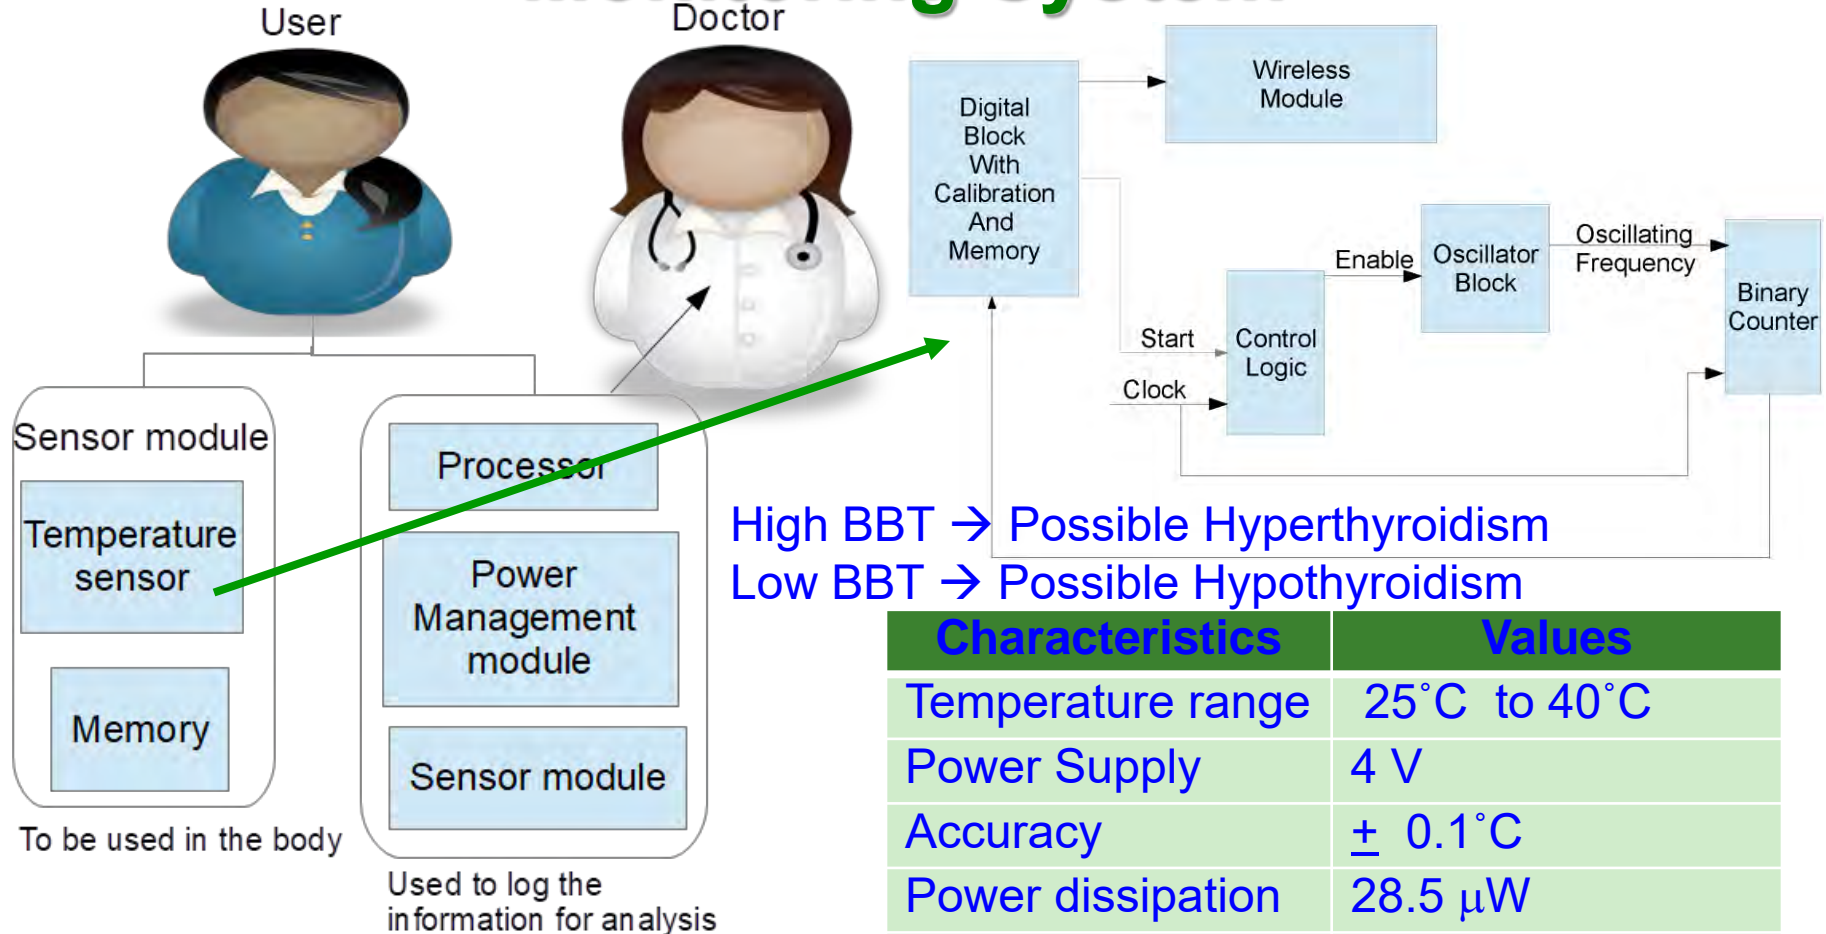 Monitoring System
User
Doctor
Sensor module
Temperature
sensor
Memory
To be used in the body
Processor
Power
Management
module
Sensor module
Used to log the
information for analysis
Digital
Block
With
Calibration
And
Memory
Wireless
Module
Start
Clock
Control
Logic
Enable
Oscillator
Block
Oscillating
Frequency
Binary
Counter
High BBT → Possible Hyperthyroidism
Low BBT → Possible Hypothyroidism
Characteristics Values
Temperature range 25˚C to 40˚C
Power Supply 4 V
Accuracy ± 0.1˚C
Power dissipation 28.5 μW